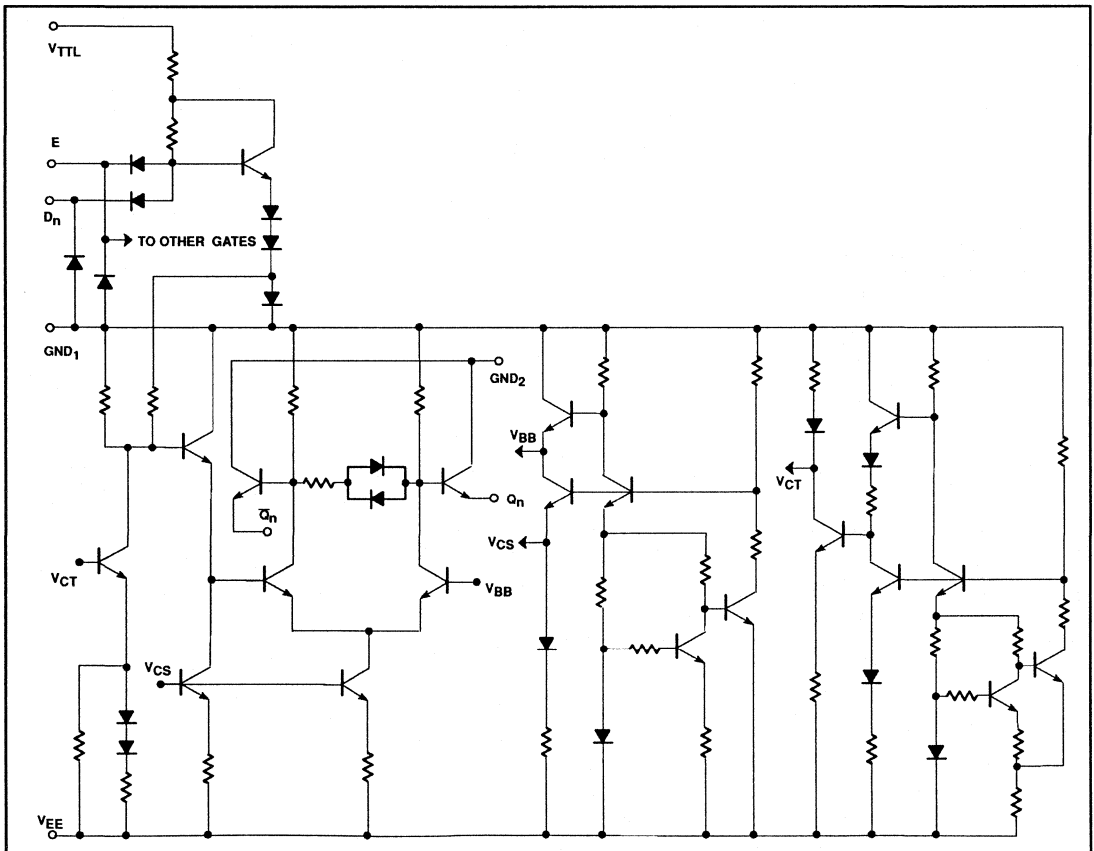 VTTL
E
Dn
TO OTHER GATES
GND1
GND2
VBB
VCT
Qn
Q̅n
VCS
VCT
VBB
VCS
VEE